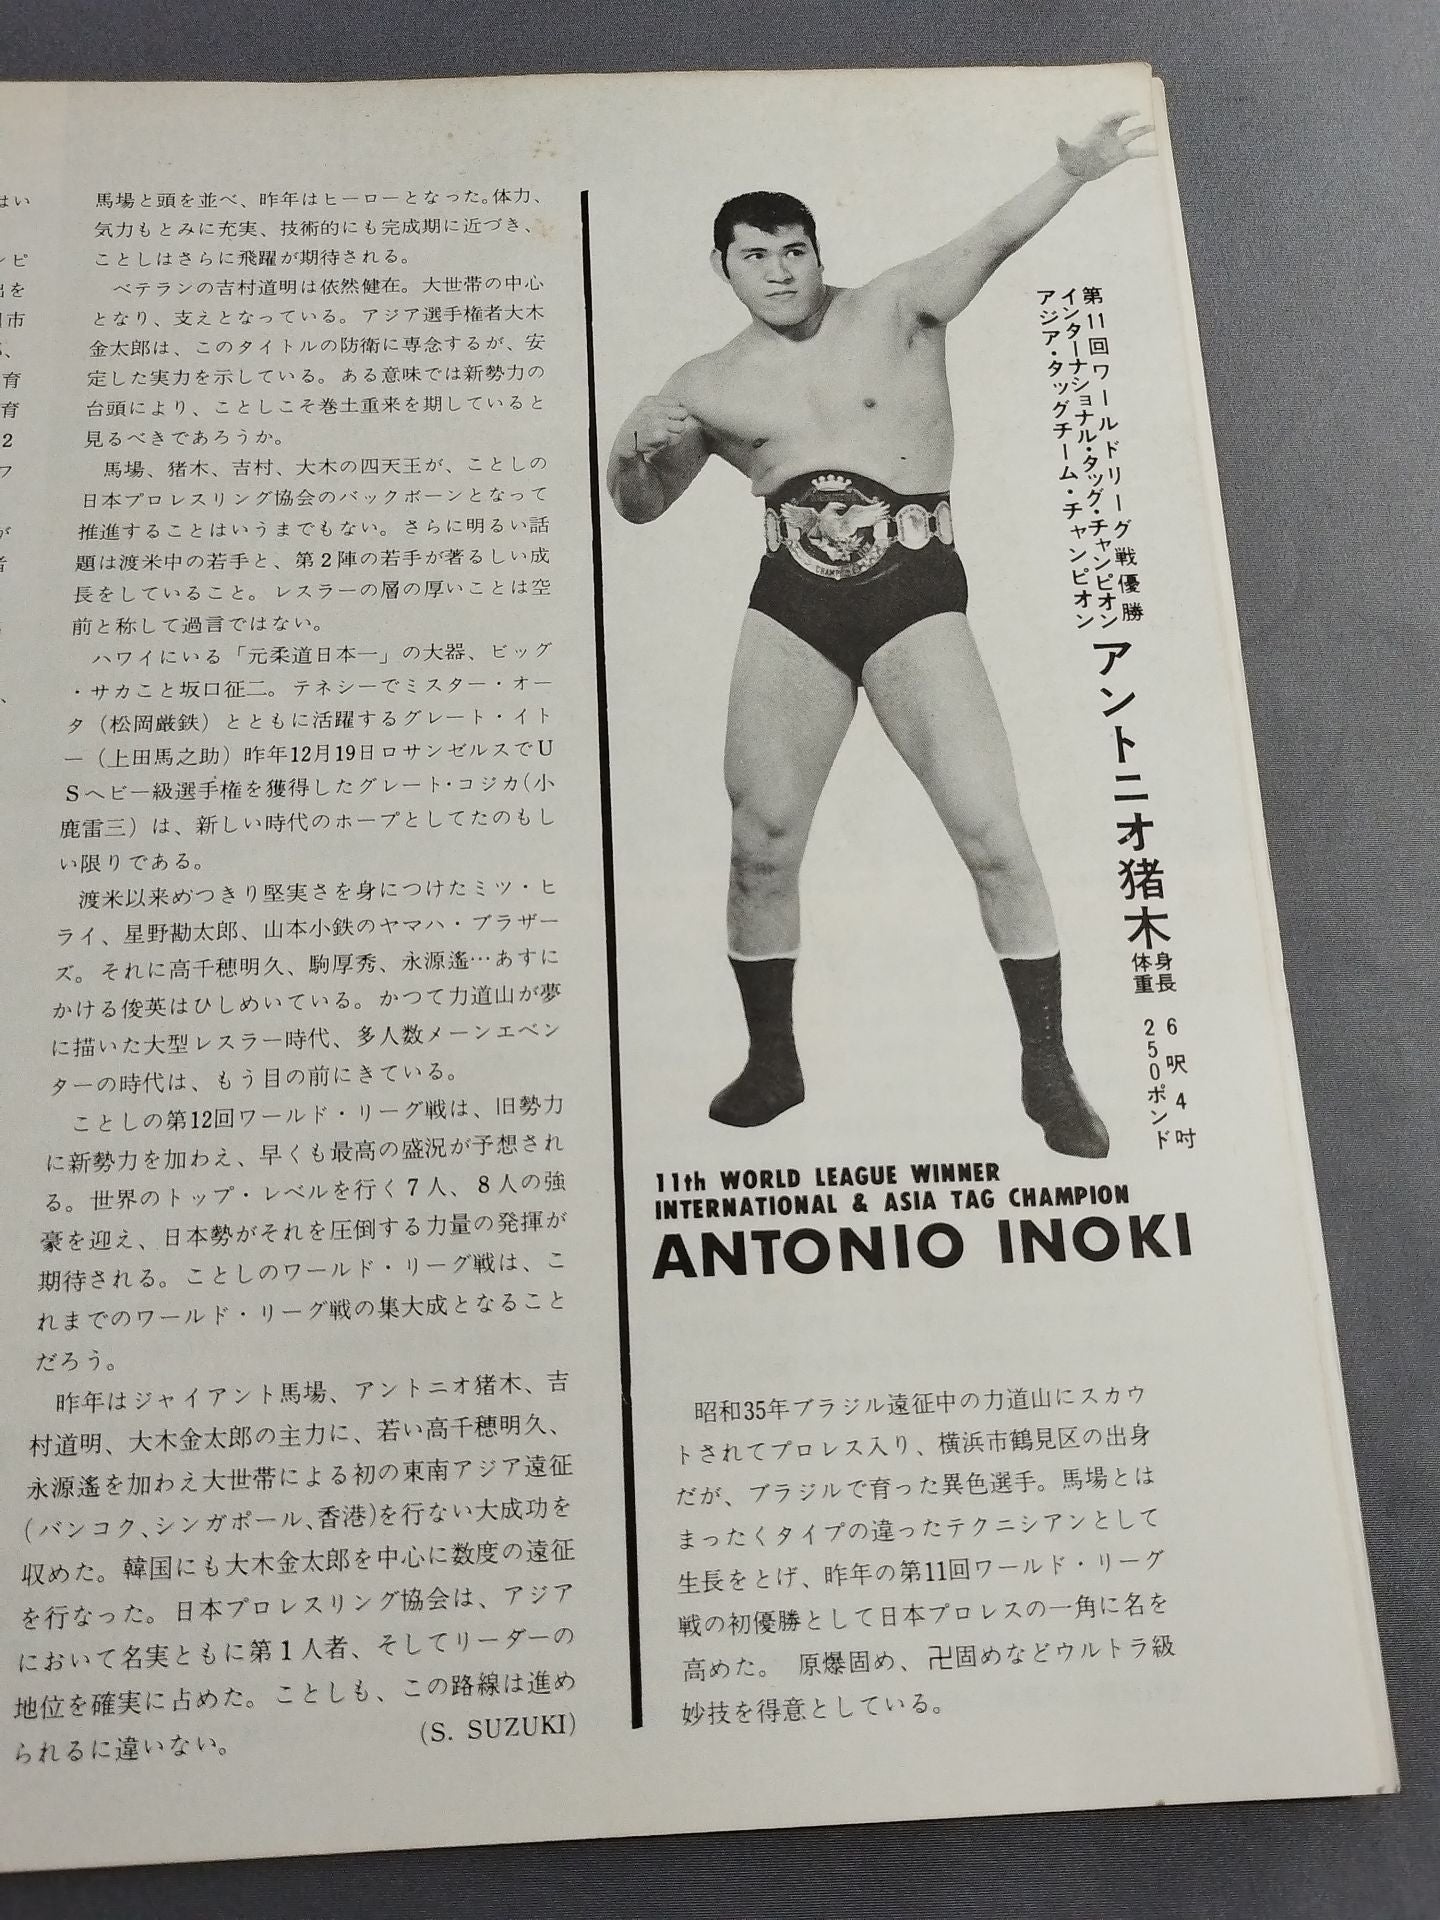 はい
ンピ
出を
川市
育
育
2
フ
が
者
馬場と頭を並べ、昨年はヒーローとなった。体力、
気力もとみに充実、技術的にも完成期に近づき、
ことしはさらに飛躍が期待される。
ベテランの吉村道明は依然健在。大世帯の中心
となり、支えとなっている。アジア選手権者大木
金太郎は、このタイトルの防衛に専念するが、安
定した実力を示している。ある意味では新勢力の
台頭により、ことしこそ巻土重来を期していると
見るべきであろうか。
馬場、猪木、吉村、大木の四天王が、ことしの
日本プロレスリング協会のバックボーンとなって
推進することはいうまでもない。さらに明るい話
題は渡米中の若手と、第2陣の若手が著るしい成
長をしていること。レスラーの層の厚いことは空
前と称して過言ではない。
ハワイにいる「元柔道日本一」の大器、ビッグ
・サカこと坂口征二。テネシーでミスター・オー
タ（松岡厳鉄）とともに活躍するグレート・イト
ー（上田馬之助）昨年12月19日ロサンゼルスでU
Sヘビー級選手権を獲得したグレート・コジカ（小
鹿雷三）は、新しい時代のホープとしてたのもし
い限りである。
渡米以来めつきり堅実さを身につけたミツ・ヒ
ライ、星野勘太郎、山本小鉄のヤマハ・ブラザー
ズ。それに高千穂明久、駒厚秀、永源遙…あすに
かける俊英はひしめいている。かつて力道山が夢
に描いた大型レスラー時代、多人数メーンエベン
ターの時代は、もう目の前にきている。
ことしの第12回ワールド・リーグ戦は、旧勢力
に新勢力を加わえ、早くも最高の盛況が予想され
る。世界のトップ・レベルを行く7人、8人の強
豪を迎え、日本勢がそれを圧倒する力量の発揮が
期待される。ことしのワールド・リーグ戦は、こ
れまでのワールド・リーグ戦の集大成となること
だろう。
昨年はジャイアント馬場、アントニオ猪木、吉
村道明、大木金太郎の主力に、若い高千穂明久、
永源遙を加わえ大世帯による初の東南アジア遠征
（バンコク、シンガポール、香港）を行ない大成功を
収めた。韓国にも大木金太郎を中心に数度の遠征
を行なった。日本プロレスリング協会は、アジア
において名実ともに第1人者、そしてリーダーの
地位を確実に占めた。ことしも、この路線は進め
られるに違いない。　(S. SUZUKI)
第11回ワールドリーグ戦優勝
インターナショナル・タッグ・チャンピオン
アジア・タッグチーム・チャンピオン
アントニオ猪木
身長 6呎4吋
体重 250ポンド
CHAMPION
11th WORLD LEAGUE WINNER
INTERNATIONAL & ASIA TAG CHAMPION
ANTONIO INOKI
昭和35年ブラジル遠征中の力道山にスカウ
トされてプロレス入り、横浜市鶴見区の出身
だが、ブラジルで育った異色選手。馬場とは
まったくタイプの違ったテクニシアンとして
生長をとげ、昨年の第11回ワールド・リーグ
戦の初優勝として日本プロレスの一角に名を
高めた。　原爆固め、卍固めなどウルトラ級
妙技を得意としている。